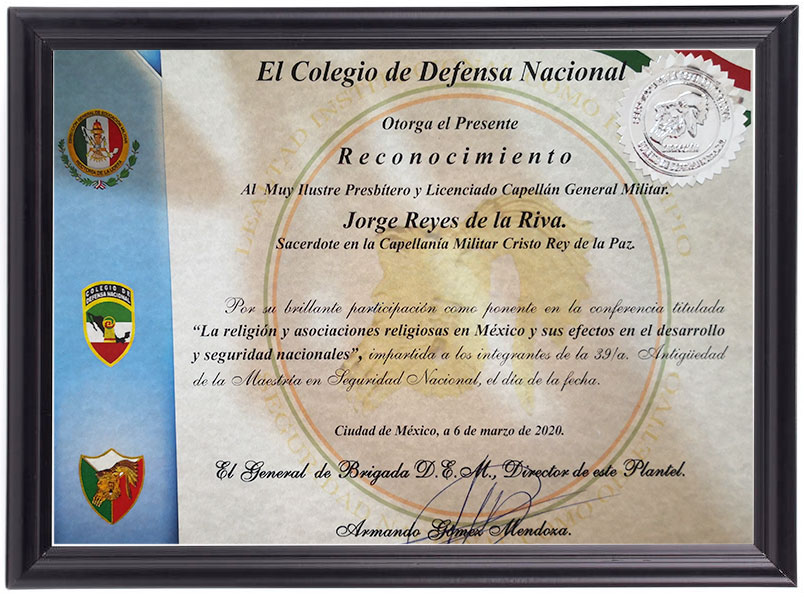 El Colegio de Defensa Nacional
Otorga el Presente
Reconocimiento
Al Muy Ilustre Presbítero y Licenciado Capellán General Militar.
Jorge Reyes de la Riva.
Sacerdote en la Capellanía Militar Cristo Rey de la Paz.
Por su brillante participación como ponente en la conferencia titulada
“La religión y asociaciones religiosas en México y sus efectos en el desarrollo
y seguridad nacionales”, impartida a los integrantes de la 39/a. Antigüedad
de la Maestría en Seguridad Nacional, el día de la fecha.
Ciudad de México, a 6 de marzo de 2020.
El General de Brigada D.E.M., Director de este Plantel.
Armando Gómez Mendoza.
COLEGIO DE
DEFENSA NACIONAL